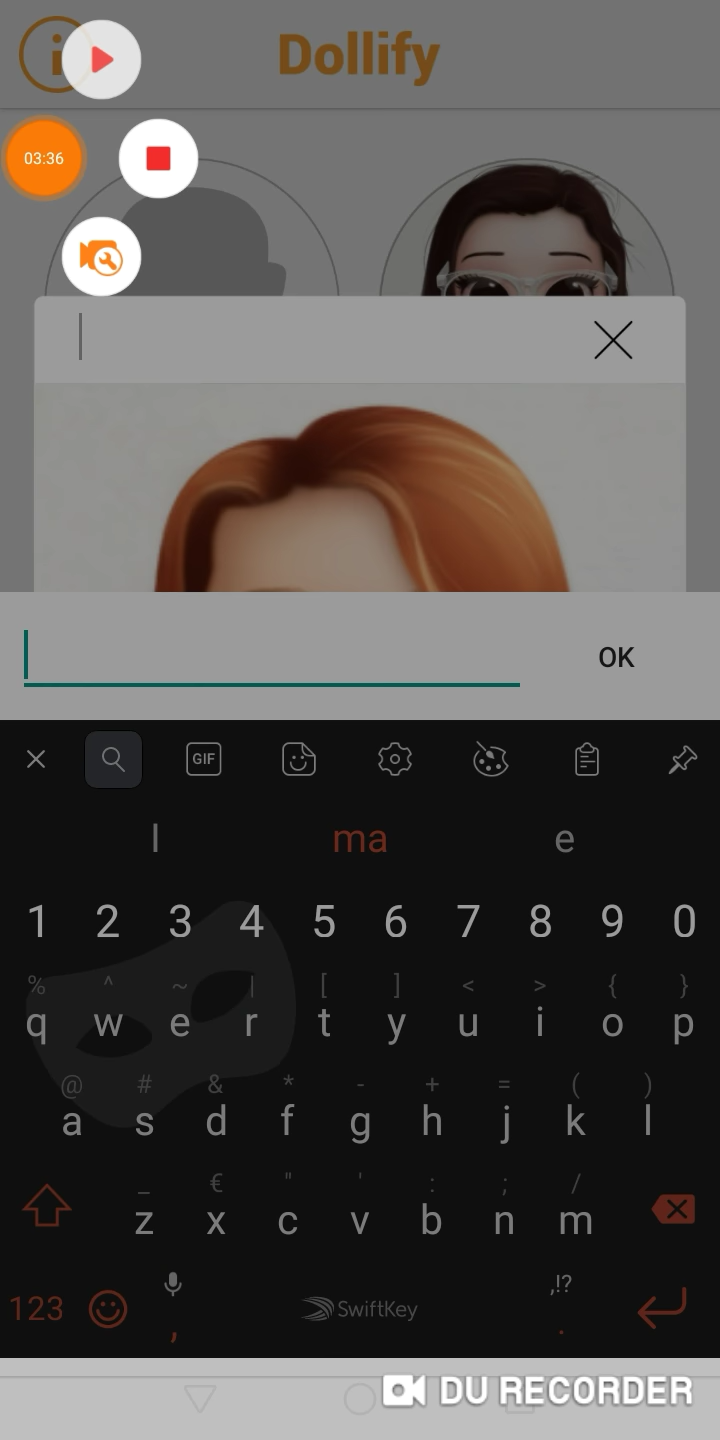 i Dollify
03:36
OK
GIF
l ma e
1 2 3 4 5 6 7 8 9 0
% ^ ~ | [ ] < > { }
q w e r t y u i o p
@ # & * - + = ( )
a s d f g h j k l
_ € " ' : ; /
z x c v b n m
,!?
123 , SwiftKey .
DU RECORDER